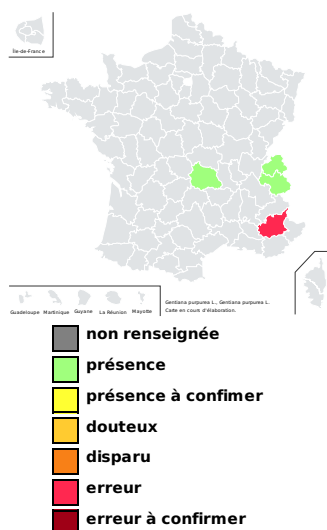 Île-de-France
Guadeloupe Martinique Guyane La Réunion Mayotte
Gentiana purpurea L., Gentiana purpurea L.
Carte en cours d'élaboration.
non renseignée
présence
présence à confimer
douteux
disparu
erreur
erreur à confirmer